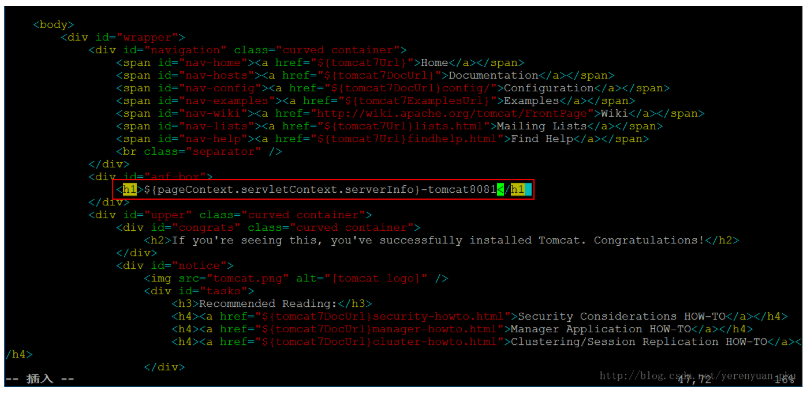 <body>
<div id="wrapper">
<div id="navigation" class="curved container">
<span id="nav-home"><a href="${tomcat7Url}">Home</a></span>
<span id="nav-hosts"><a href="${tomcat7DocUrl}">Documentation</a></span>
<span id="nav-config"><a href="${tomcat7DocUrl}config/">Configuration</a></span>
<span id="nav-examples"><a href="${tomcat7ExamplesUrl}">Examples</a></span>
<span id="nav-wiki"><a href="http://wiki.apache.org/tomcat/FrontPage">Wiki</a></span>
<span id="nav-lists"><a href="${tomcat7Url}lists.html">Mailing Lists</a></span>
<span id="nav-help"><a href="${tomcat7Url}findhelp.html">Find Help</a></span>
<br class="separator" />
</div>
<div id="asf-box">
<h1>${pageContext.servletContext.serverInfo}-tomcat8081</h1
</div>
<div id="upper" class="curved container">
<div id="congrats" class="curved container">
<h2>If you're seeing this, you've successfully installed Tomcat. Congratulations!</h2>
</div>
<div id="notice">
<img src="tomcat.png" alt="[tomcat logo]" />
<div id="tasks">
<h3>Recommended Reading:</h3>
<h4><a href="${tomcat7DocUrl}security-howto.html">Security Considerations HOW-TO</a></h4>
<h4><a href="${tomcat7DocUrl}manager-howto.html">Manager Application HOW-TO</a></h4>
<h4><a href="${tomcat7DocUrl}cluster-howto.html">Clustering/Session Replication HOW-TO</a><
/h4>
</div>
-- 插入 -- 47,72 16%
http://blog.csdn.net/yerenyuan_pku